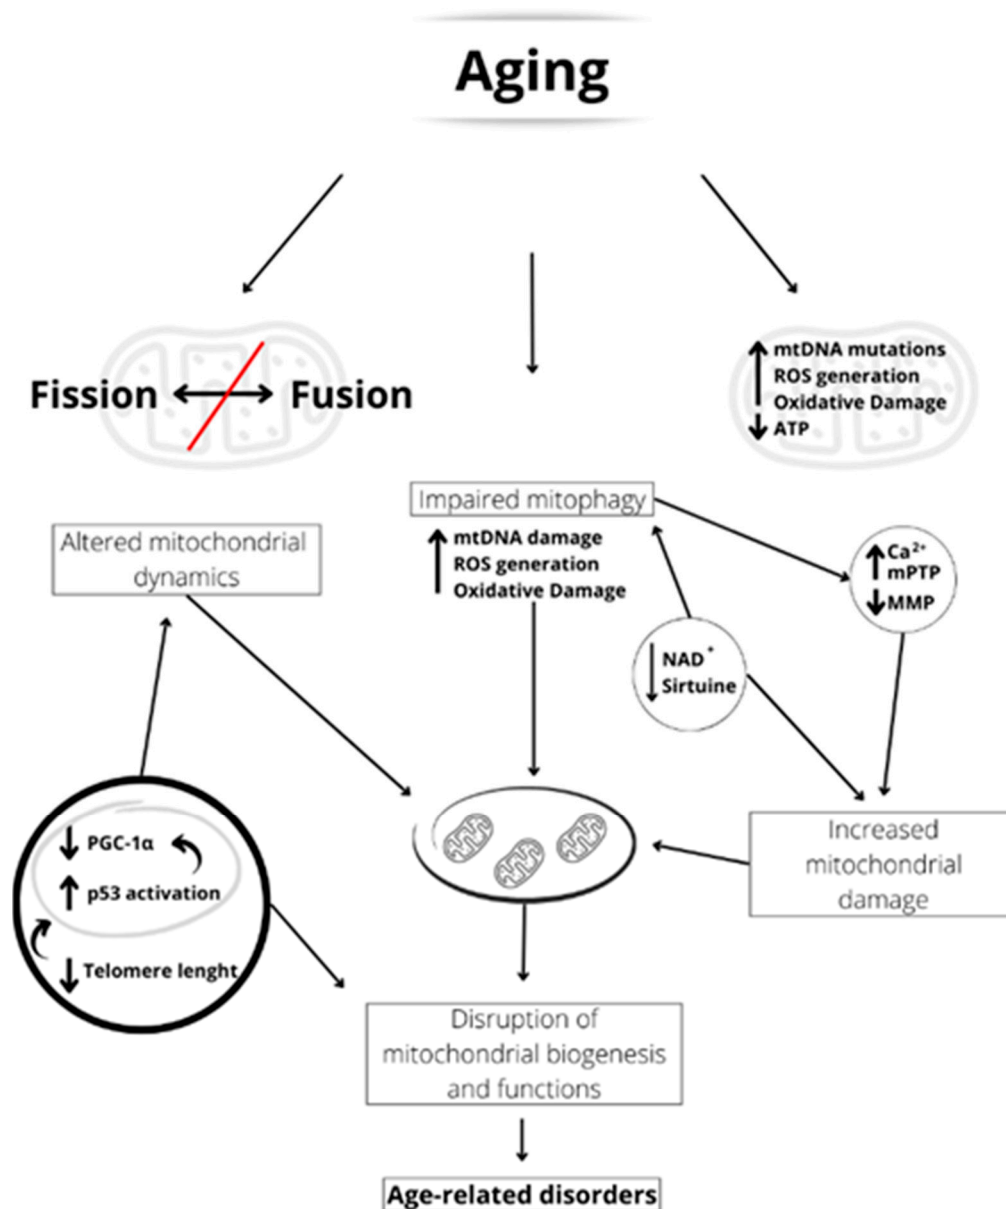 Aging
Fission
Fusion
mtDNA mutations
ROS generation
Oxidative Damage
ATP
Impaired mitophagy
mtDNA damage
ROS generation
Oxidative Damage
Altered mitochondrial
dynamics
Ca²⁺
mPTP
MMP
NAD⁺
Sirtuine
PGC-1α
p53 activation
Telomere lenght
Increased
mitochondrial
damage
Disruption of
mitochondrial biogenesis
and functions
Age-related disorders